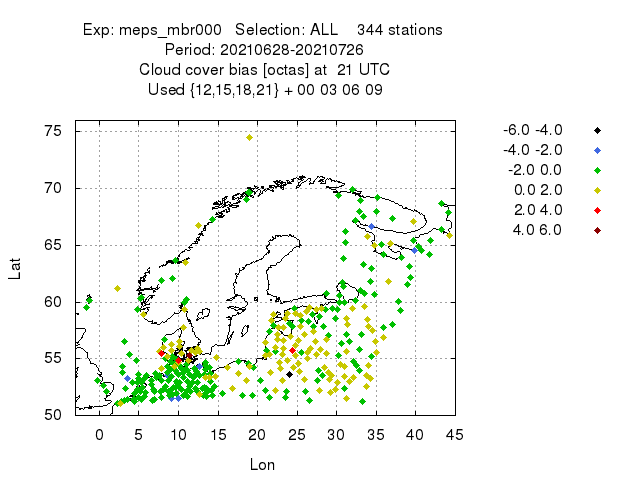 Exp: meps_mbr000   Selection: ALL    344 stations
Period: 20210628-20210726
Cloud cover bias [octas] at  21 UTC
Used {12,15,18,21} + 00 03 06 09
75
70
65
60
55
50
Lat
0 5 10 15 20 25 30 35 40 45
Lon
-6.0 -4.0
-4.0 -2.0
-2.0 0.0
0.0 2.0
2.0 4.0
4.0 6.0